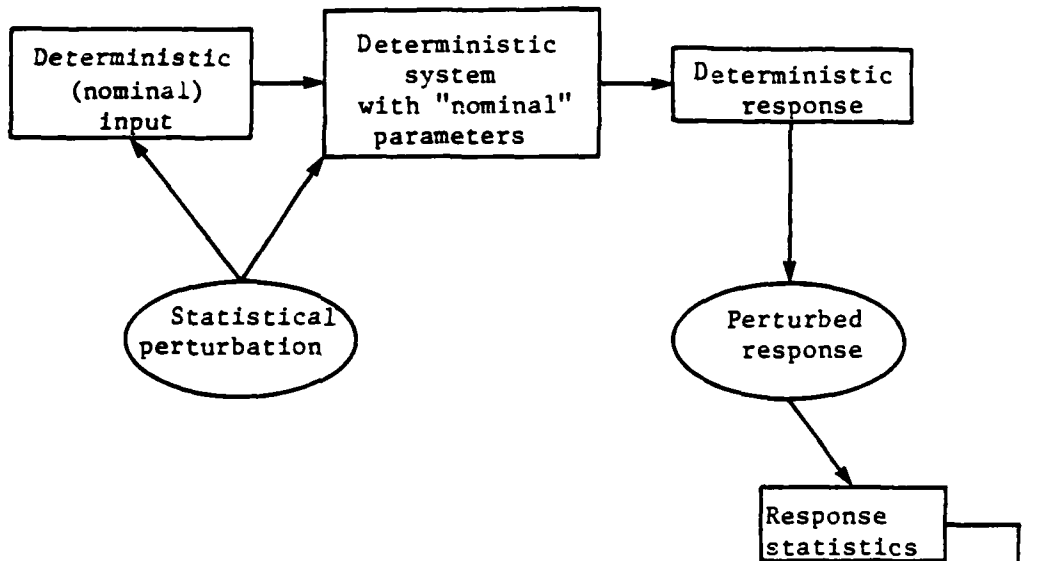 Deterministic
(nominal)
input
Deterministic
system
with "nominal"
parameters
Deterministic
response
Statistical
perturbation
Perturbed
response
Response
statistics